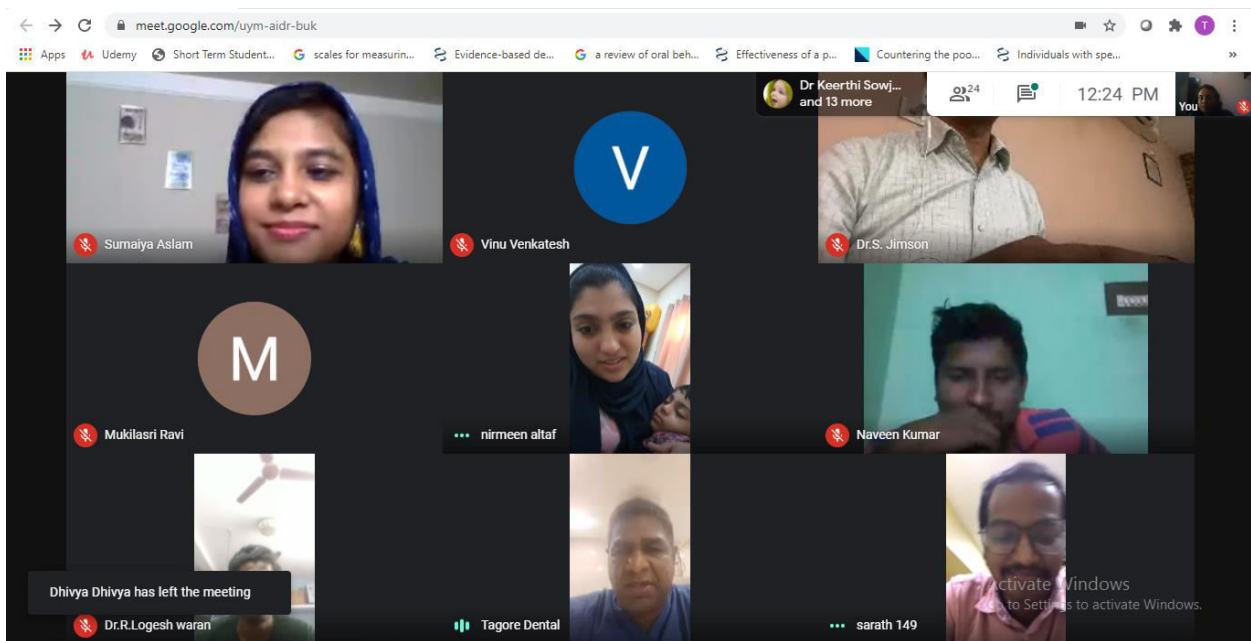 meet.google.com/uym-aidr-buk
T
Apps
Udemy
Short Term Student...
scales for measurin...
Evidence-based de...
a review of oral beh...
Effectiveness of a p...
Countering the poo...
Individuals with spe...
»
Dr Keerthi Sowj...
and 13 more
24
12:24 PM
You
Sumaiya Aslam
V
Vinu Venkatesh
Dr.S. Jimson
M
Mukilasri Ravi
nirmeen altaf
Naveen Kumar
Dhivya Dhivya has left the meeting
Dr.R.Logesh waran
Tagore Dental
sarath 149
Activate Windows
Go to Settings to activate Windows.